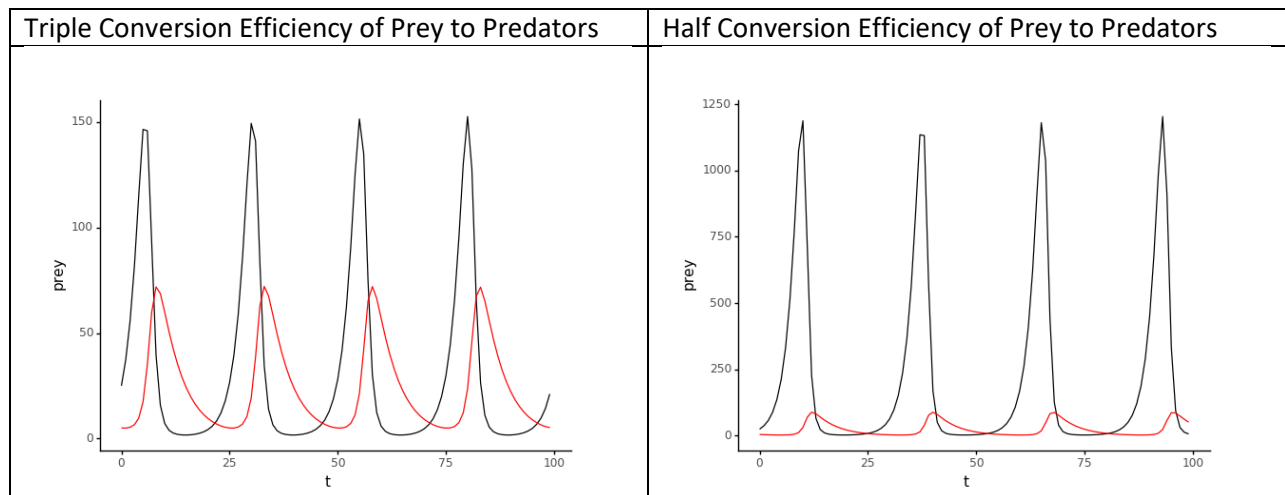 Triple Conversion Efficiency of Prey to Predators
Half Conversion Efficiency of Prey to Predators
150
100
50
0
prey
0 25 50 75 100
t
1250
1000
750
500
250
0
prey
0 25 50 75 100
t